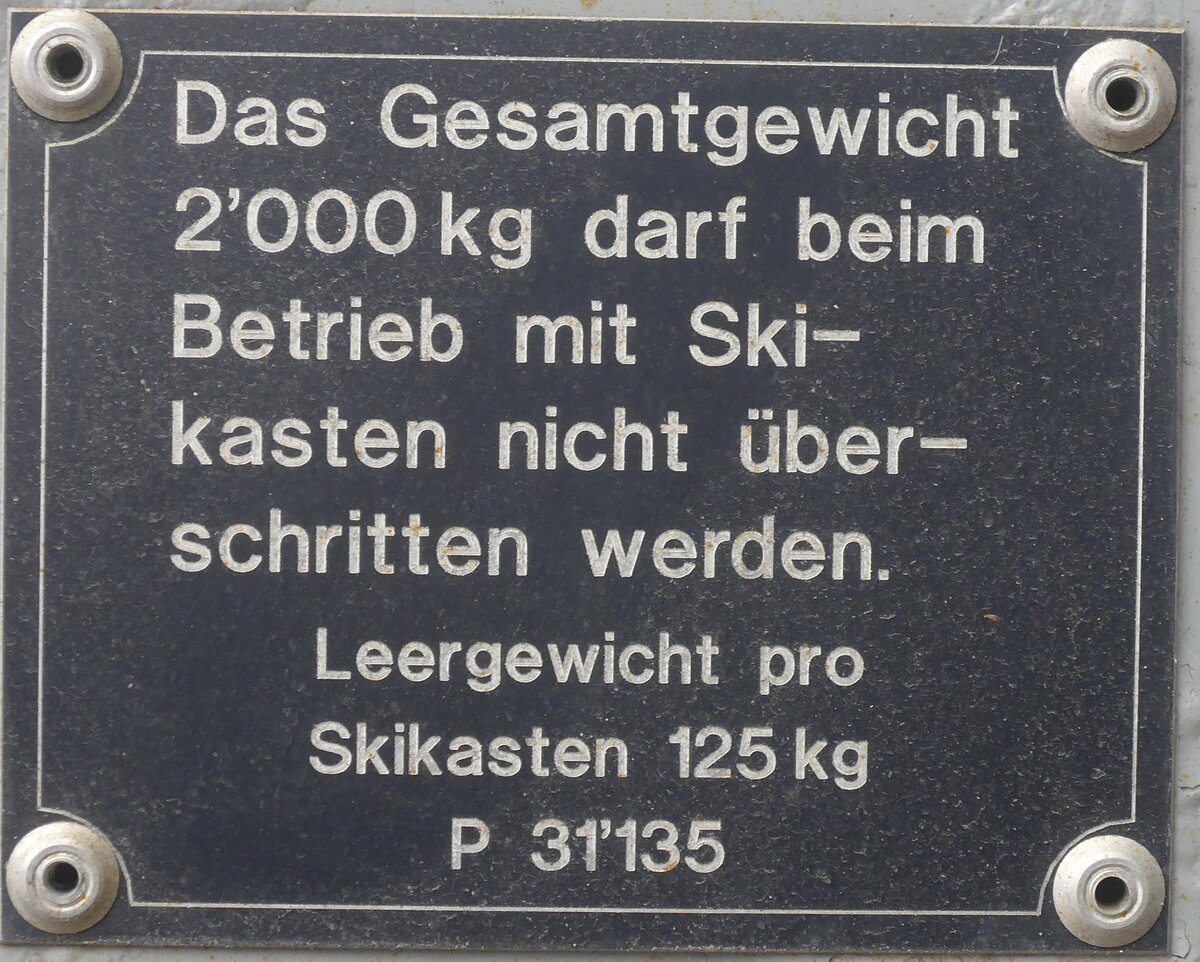 Das Gesamtgewicht
2'000 kg darf beim
Betrieb mit Ski-
kasten nicht über-
schritten werden.
Leergewicht pro
Skikasten 125 kg
P 31'135